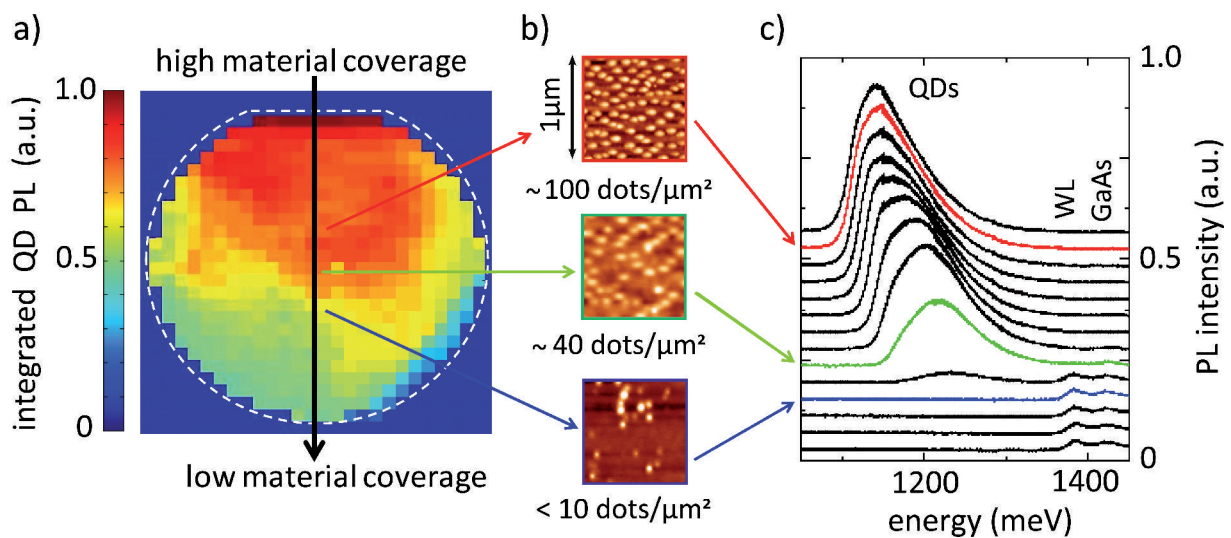 a)
high material coverage
integrated QD PL (a.u.)
1.0
0.5
0
low material coverage
b)
1µm
~ 100 dots/µm²
~ 40 dots/µm²
< 10 dots/µm²
c)
QDs
WL
GaAs
1.0
0.5
0
PL intensity (a.u.)
1200
1400
energy (meV)